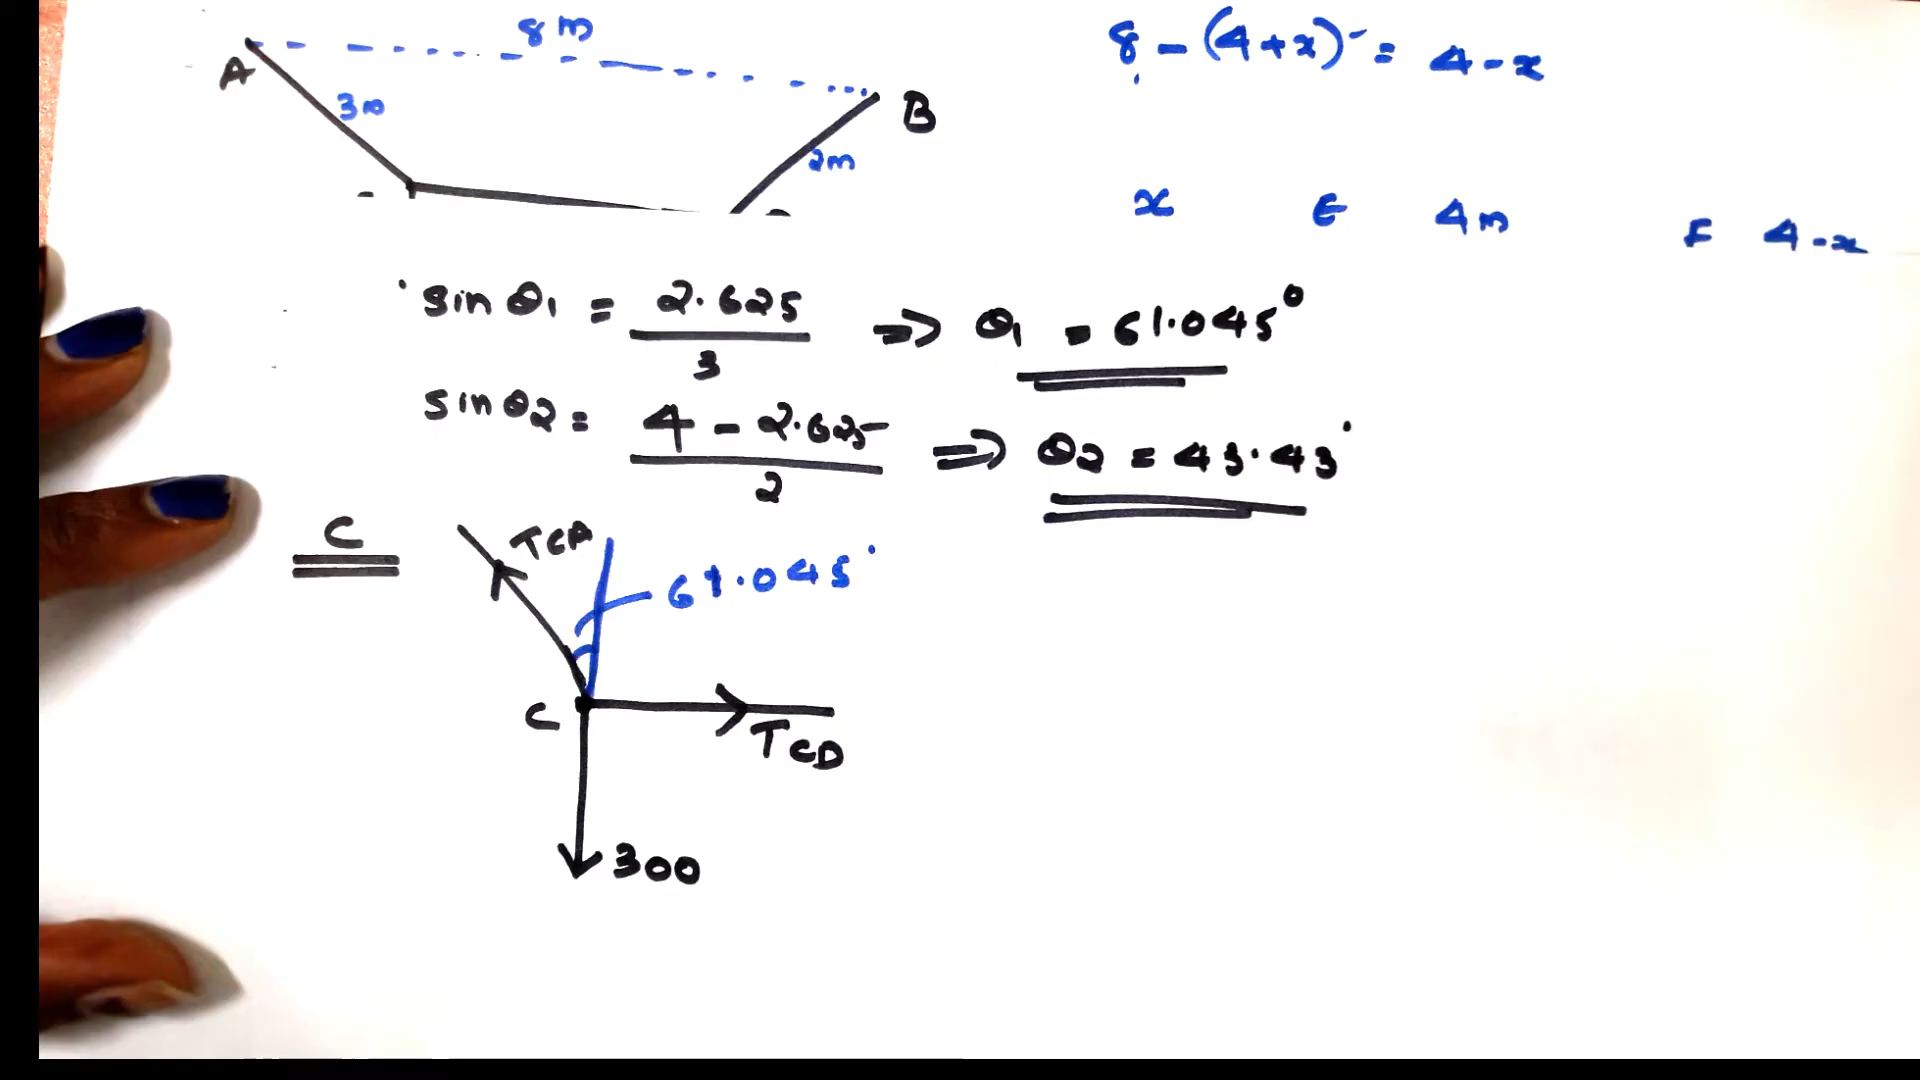 8m
8 - (4+x) = 4-x
A
3m
B
2m
x E 4m F 4-x
sin θ1 = 2.625 / 3 => θ1 = 61.045°
sin θ2 = 4 - 2.625 / 2 => θ2 = 43.43°
C
TCA
61.045°
C
TCD
300